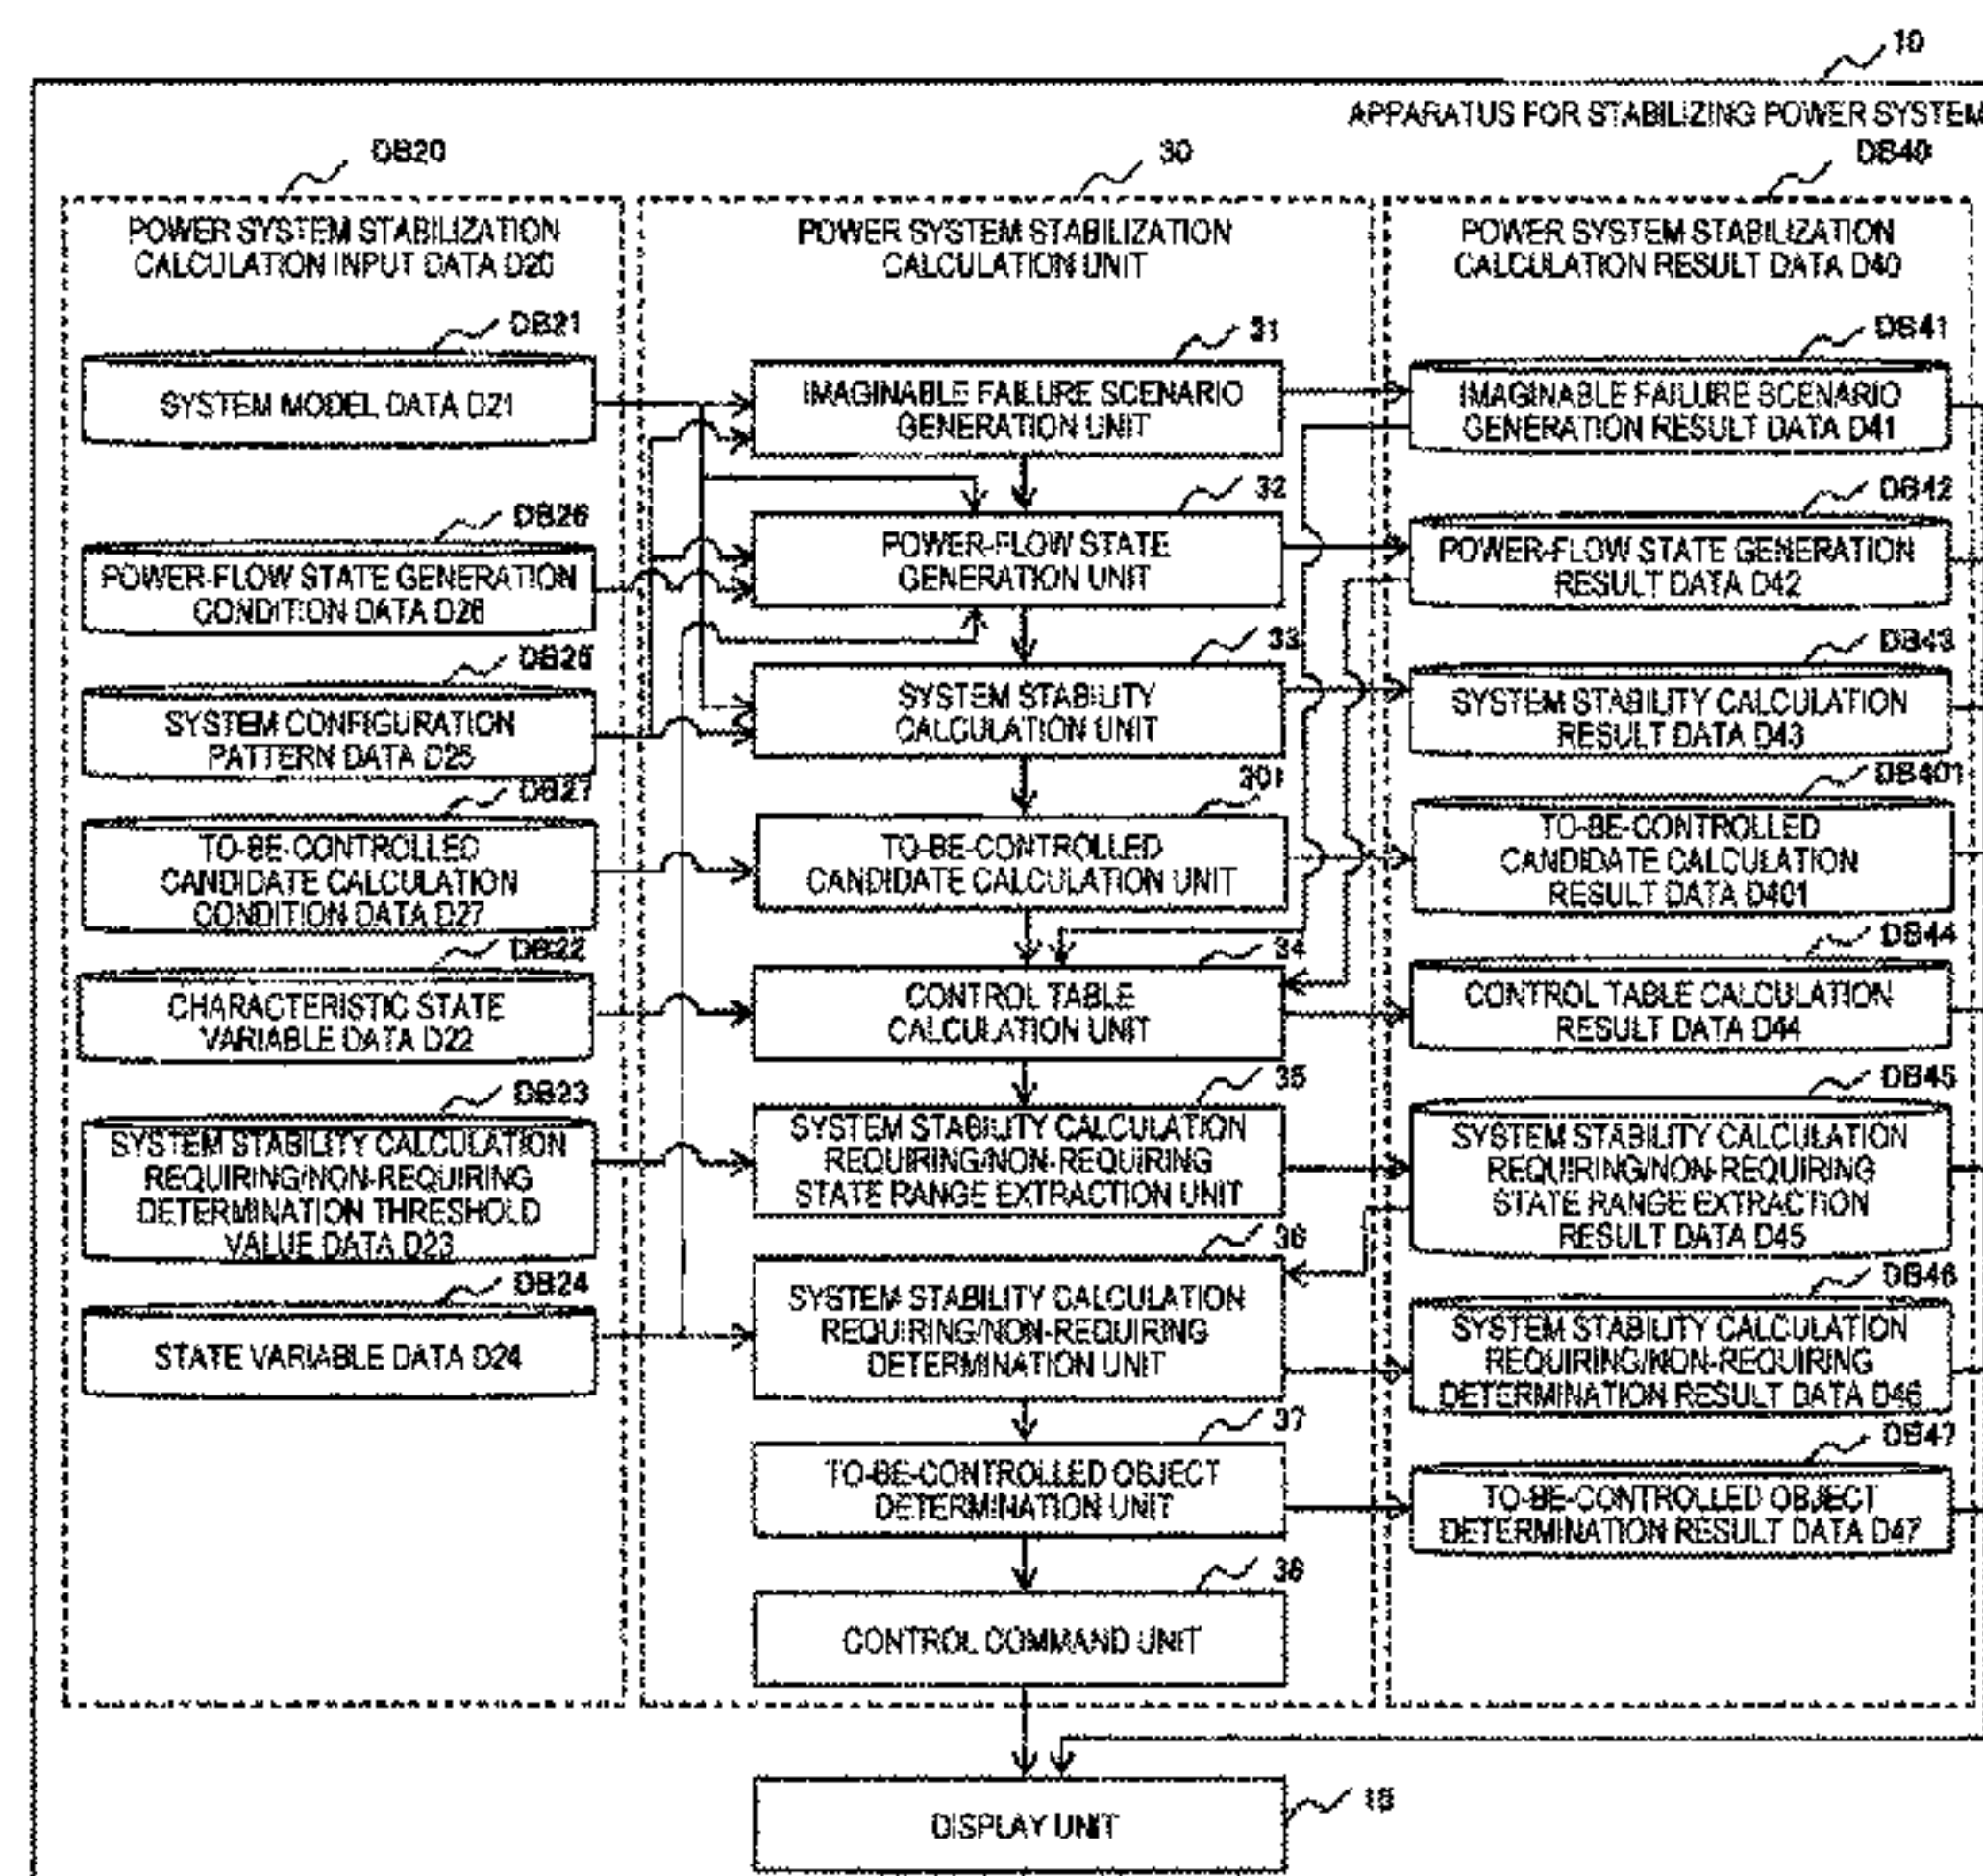 10
APPARATUS FOR STABILIZING POWER SYSTEM
DB20
POWER SYSTEM STABILIZATION
CALCULATION INPUT DATA D20
DB21
SYSTEM MODEL DATA D21
DB26
POWER-FLOW STATE GENERATION
CONDITION DATA D26
DB25
SYSTEM CONFIGURATION
PATTERN DATA D25
DB27
TO-BE-CONTROLLED
CANDIDATE CALCULATION
CONDITION DATA D27
DB22
CHARACTERISTIC STATE
VARIABLE DATA D22
DB23
SYSTEM STABILITY CALCULATION
REQUIRING/NON-REQUIRING
DETERMINATION THRESHOLD
VALUE DATA D23
DB24
STATE VARIABLE DATA D24
30
POWER SYSTEM STABILIZATION
CALCULATION UNIT
31
IMAGINABLE FAILURE SCENARIO
GENERATION UNIT
32
POWER-FLOW STATE
GENERATION UNIT
33
SYSTEM STABILITY
CALCULATION UNIT
301
TO-BE-CONTROLLED
CANDIDATE CALCULATION UNIT
34
CONTROL TABLE
CALCULATION UNIT
35
SYSTEM STABILITY CALCULATION
REQUIRING/NON-REQUIRING
STATE RANGE EXTRACTION UNIT
36
SYSTEM STABILITY CALCULATION
REQUIRING/NON-REQUIRING
DETERMINATION UNIT
37
TO-BE-CONTROLLED OBJECT
DETERMINATION UNIT
38
CONTROL COMMAND UNIT
DB40
POWER SYSTEM STABILIZATION
CALCULATION RESULT DATA D40
DB41
IMAGINABLE FAILURE SCENARIO
GENERATION RESULT DATA D41
DB42
POWER-FLOW STATE GENERATION
RESULT DATA D42
DB43
SYSTEM STABILITY CALCULATION
RESULT DATA D43
DB401
TO-BE-CONTROLLED
CANDIDATE CALCULATION
RESULT DATA D401
DB44
CONTROL TABLE CALCULATION
RESULT DATA D44
DB45
SYSTEM STABILITY CALCULATION
REQUIRING/NON-REQUIRING
STATE RANGE EXTRACTION
RESULT DATA D45
DB46
SYSTEM STABILITY CALCULATION
REQUIRING/NON-REQUIRING
DETERMINATION RESULT DATA D46
DB47
TO-BE-CONTROLLED OBJECT
DETERMINATION RESULT DATA D47
DISPLAY UNIT